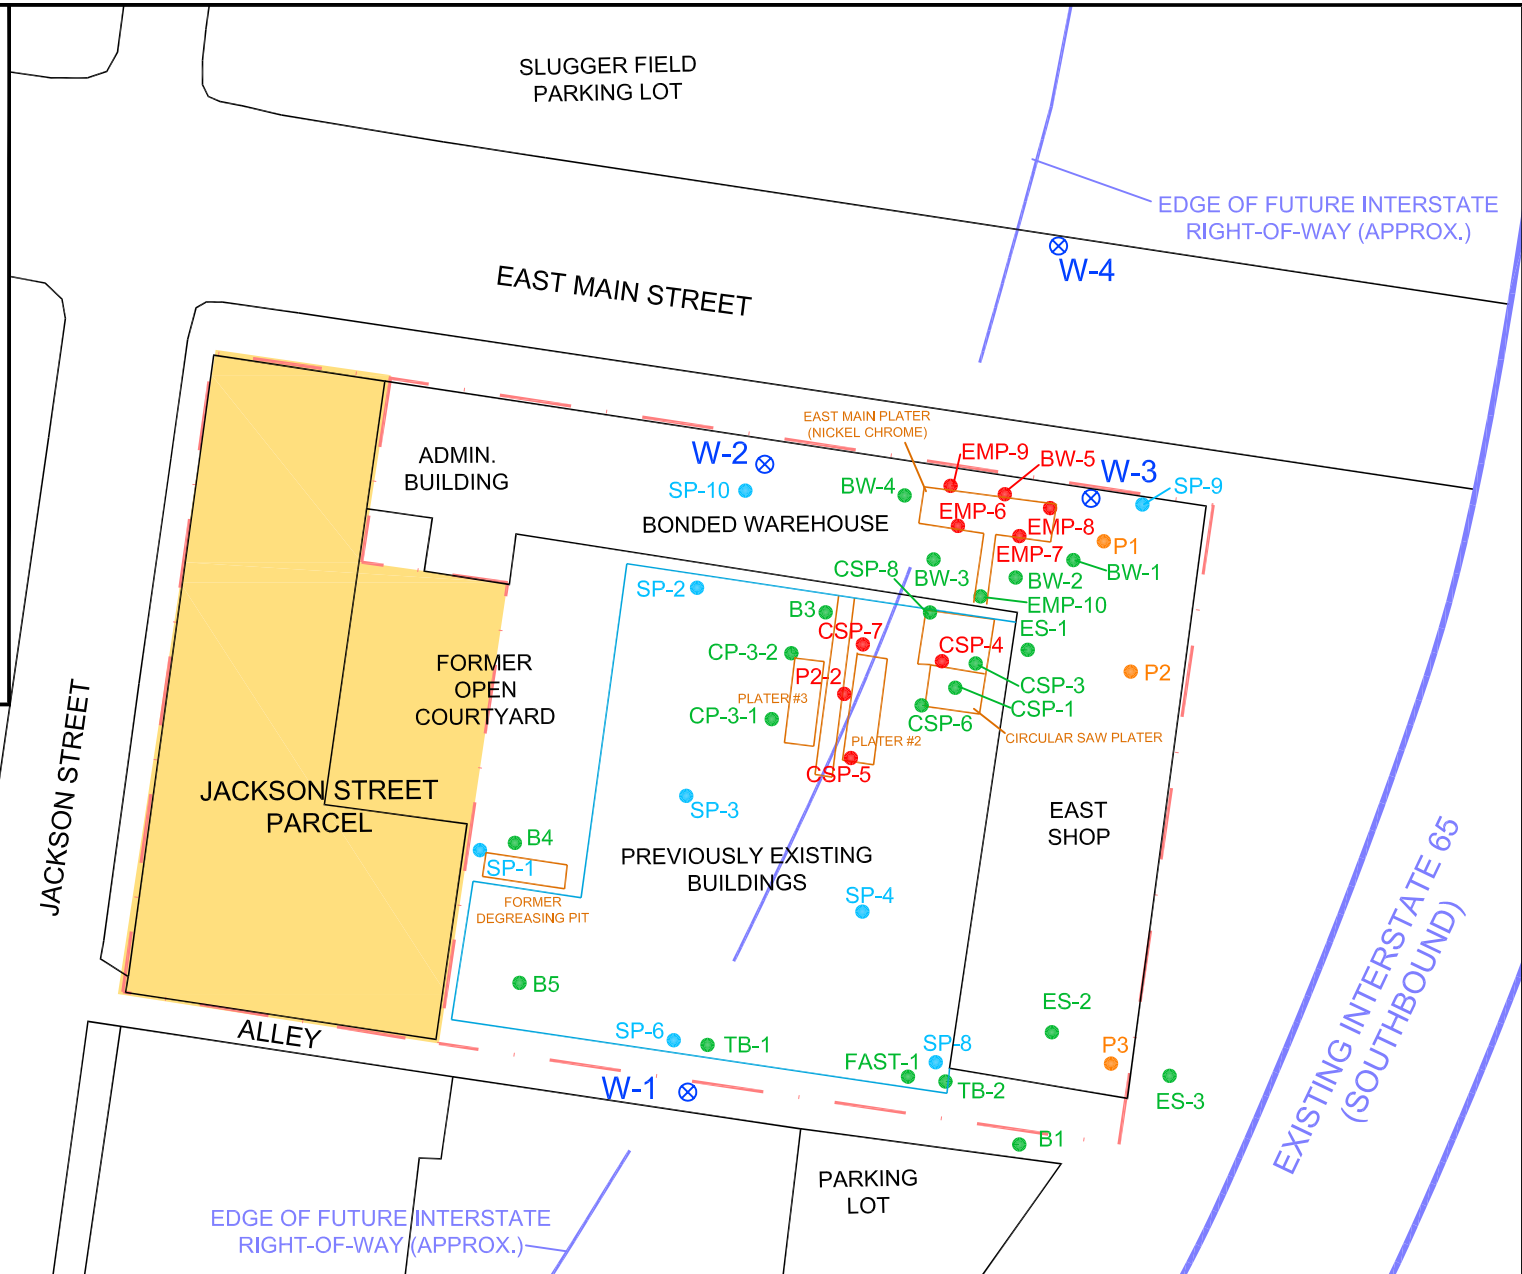 SLUGGER FIELD
PARKING LOT
EDGE OF FUTURE INTERSTATE
RIGHT-OF-WAY (APPROX.)
W-4
EAST MAIN STREET
EAST MAIN PLATER
(NICKEL CHROME)
ADMIN.
BUILDING
W-2
EMP-9
BW-5
W-3
SP-10
BW-4
SP-9
BONDED WAREHOUSE
EMP-6
EMP-8
EMP-7
P1
CSP-8
BW-3
BW-2
BW-1
SP-2
B3
EMP-10
CSP-7
ES-1
FORMER
OPEN
COURTYARD
CP-3-2
CSP-4
P2-2
CSP-3
P2
PLATER #3
CP-3-1
CSP-6
CSP-1
PLATER #2
CIRCULAR SAW PLATER
CSP-5
JACKSON STREET
JACKSON STREET
PARCEL
SP-3
EAST
SHOP
B4
SP-1
PREVIOUSLY EXISTING
BUILDINGS
SP-4
FORMER
DEGREASING PIT
B5
EXISTING INTERSTATE 65
(SOUTHBOUND)
ES-2
ALLEY
SP-6
TB-1
SP-8
P3
FAST-1
W-1
TB-2
ES-3
B1
PARKING
LOT
EDGE OF FUTURE INTERSTATE
RIGHT-OF-WAY (APPROX.)